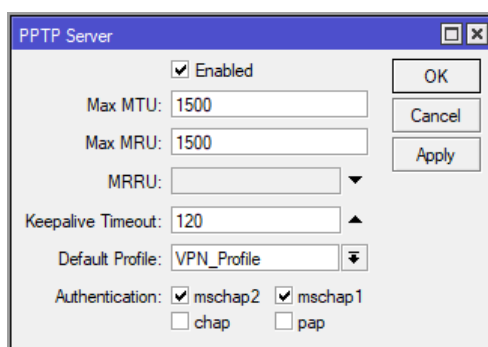 PPTP Server
Enabled
OK
Max MTU: 1500
Cancel
Max MRU: 1500
Apply
MRRU:
Keepalive Timeout: 120
Default Profile: VPN_Profile
Authentication: mschap2 mschap1
chap pap